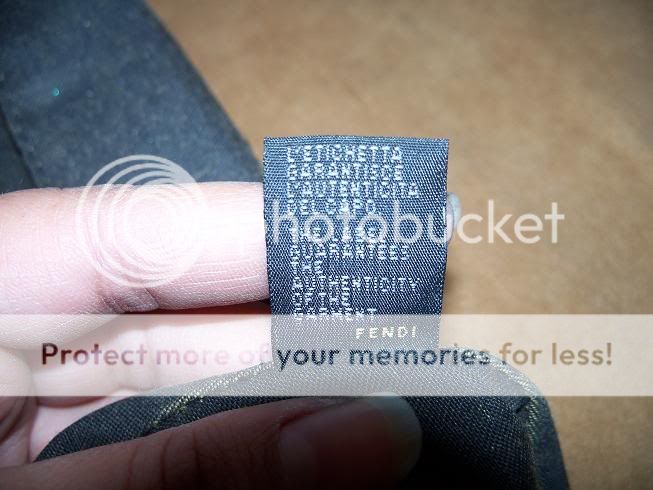 L'ETICHETTA
GARANTISCE
L'AUTENTICITA
DEL CAPO
photobucket
GUARANTEES
THE
AUTHENTICITY
OF THE
GARMENT
FENDI
Protect more of your memories for less!